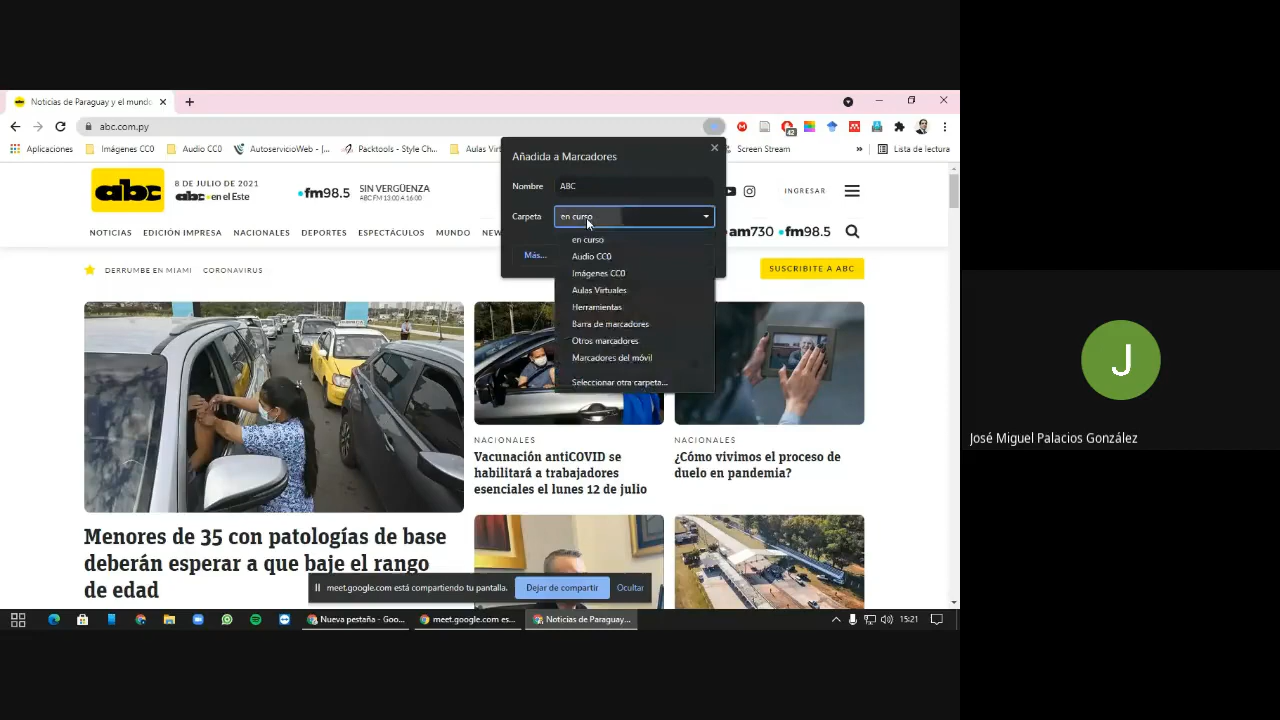 Noticias de Paraguay y el mundo
abc.com.py
42
Aplicaciones
Imágenes CC0
Audio CC0
AutoservicioWeb - J...
Packtools - Style Ch...
Aulas Virtu
Screen Stream
»
Lista de lectura
Añadida a Marcadores
Nombre
ABC
Carpeta
en curso
en curso
Audio CC0
Imágenes CC0
Aulas Virtuales
Herramientas
Barra de marcadores
Otros marcadores
Marcadores del móvil
Seleccionar otra carpeta...
Más...
abc
8 DE JULIO DE 2021
abc en el Este
fm98.5
SIN VERGÜENZA
ABC FM 13:00 A 16:00
INGRESAR
NOTICIAS
EDICIÓN IMPRESA
NACIONALES
DEPORTES
ESPECTÁCULOS
MUNDO
NEW
am730
fm98.5
DERRUMBE EN MIAMI
CORONAVIRUS
SUSCRIBITE A ABC
Menores de 35 con patologías de base
deberán esperar a que baje el rango
de edad
NACIONALES
Vacunación antiCOVID se
habilitará a trabajadores
esenciales el lunes 12 de julio
NACIONALES
¿Cómo vivimos el proceso de
duelo en pandemia?
meet.google.com está compartiendo tu pantalla.
Dejar de compartir
Ocultar
Nueva pestaña - Goo...
meet.google.com es...
Noticias de Paraguay...
15:21
J
José Miguel Palacios González